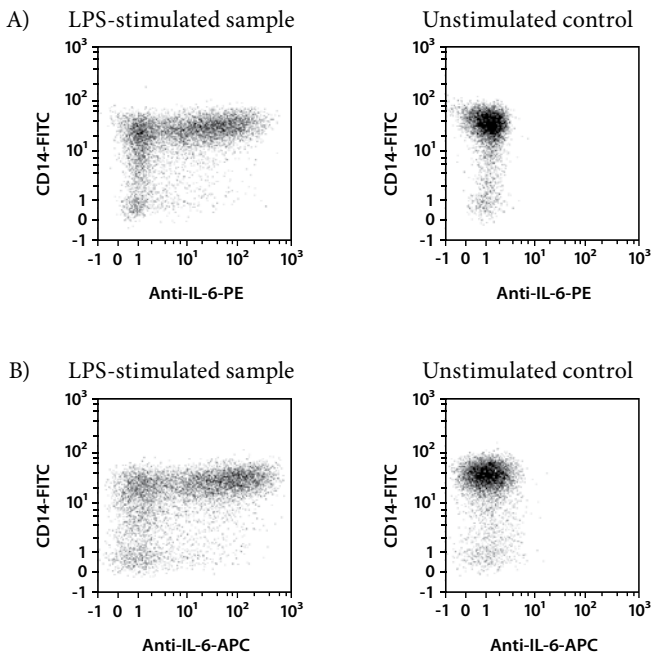 A) LPS-stimulated sample Unstimulated control
10³ 10³
10² 10²
10¹ 10¹
1 1
0 0
-1 -1
CD14-FITC CD14-FITC
-1 0 1 10¹ 10² 10³ -1 0 1 10¹ 10² 10³
Anti-IL-6-PE Anti-IL-6-PE
B) LPS-stimulated sample Unstimulated control
10³ 10³
10² 10²
10¹ 10¹
1 1
0 0
-1 -1
CD14-FITC CD14-FITC
-1 0 1 10¹ 10² 10³ -1 0 1 10¹ 10² 10³
Anti-IL-6-APC Anti-IL-6-APC